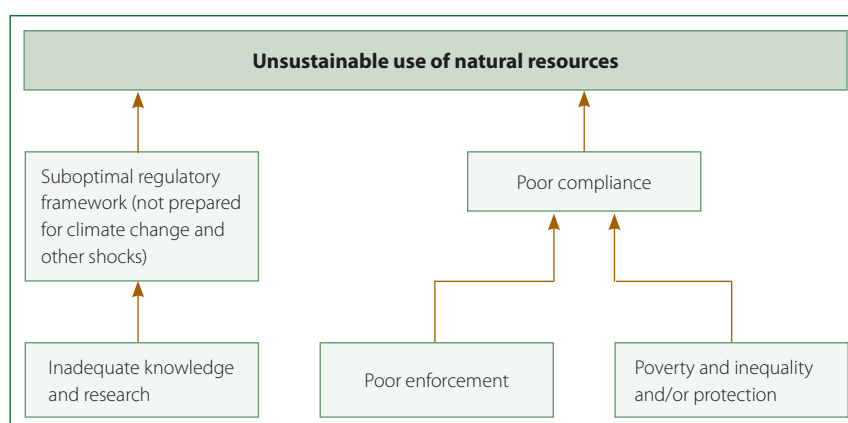 Unsustainable use of natural resources
Suboptimal regulatory
framework (not prepared
for climate change and
other shocks)
Poor compliance
Inadequate knowledge
and research
Poor enforcement
Poverty and inequality
and/or protection